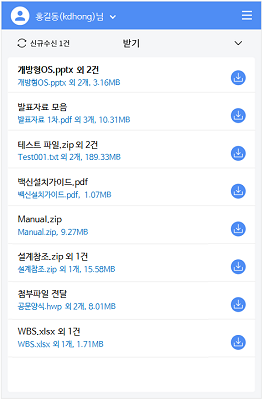 홍길동(kdhong)님
신규수신 1건 받기
개방형OS.pptx 외 2건
개방형OS.pptx 외 2개, 3.16MB
발표자료 모음
발표자료 1차.pdf 외 3개, 10.31MB
테스트 파일.zip 외 2건
Test001.txt 외 2개, 189.33MB
백신설치가이드.pdf
백신설치가이드.pdf, 1.07MB
Manual.zip
Manual.zip, 9.27MB
설계참조.zip 외 1건
설계참조.zip 외 1개, 15.58MB
첨부파일 전달
공문양식.hwp 외 2개, 8.01MB
WBS.xlsx 외 1건
WBS.xlsx 외 1개, 1.71MB